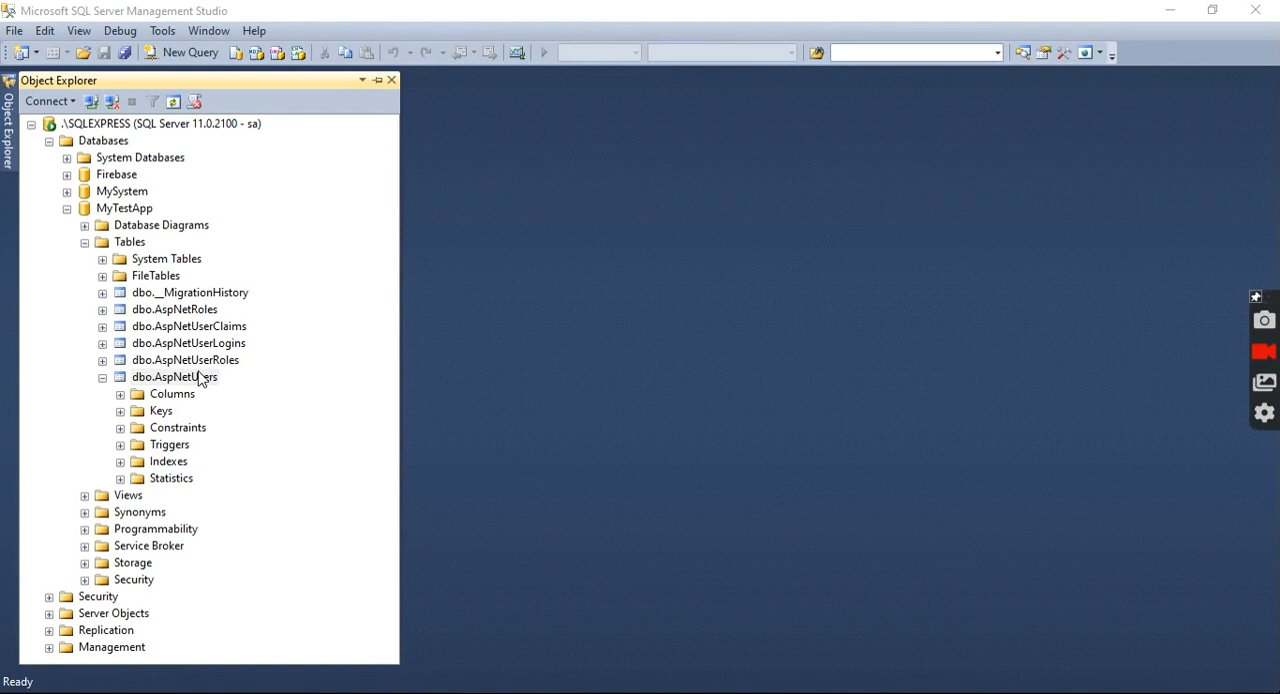 Microsoft SQL Server Management Studio
File Edit View Debug Tools Window Help
New Query
Object Explorer
Object Explorer
Connect
.\SQLEXPRESS (SQL Server 11.0.2100 - sa)
Databases
System Databases
Firebase
MySystem
MyTestApp
Database Diagrams
Tables
System Tables
FileTables
dbo.__MigrationHistory
dbo.AspNetRoles
dbo.AspNetUserClaims
dbo.AspNetUserLogins
dbo.AspNetUserRoles
dbo.AspNetUsers
Columns
Keys
Constraints
Triggers
Indexes
Statistics
Views
Synonyms
Programmability
Service Broker
Storage
Security
Security
Server Objects
Replication
Management
Ready